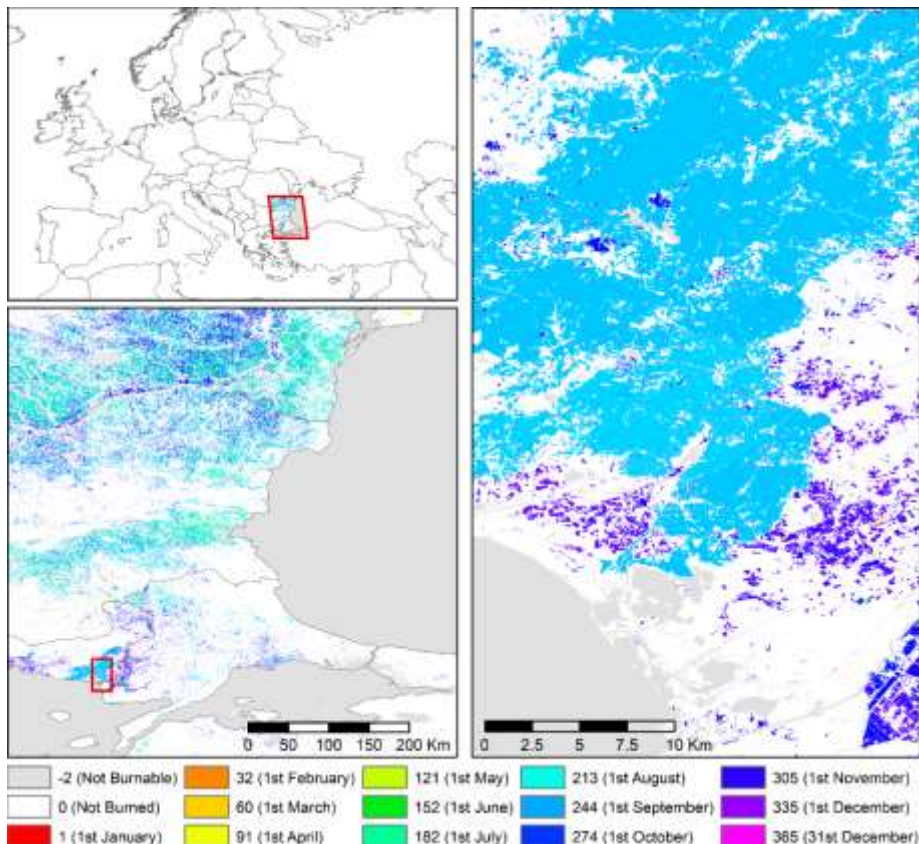 0 50 100 150 200 Km
0 2.5 5 7.5 10 Km
-2 (Not Burnable) 32 (1st February) 121 (1st May) 213 (1st August) 305 (1st November)
0 (Not Burned) 60 (1st March) 152 (1st June) 244 (1st September) 335 (1st December)
1 (1st January) 91 (1st April) 182 (1st July) 274 (1st October) 365 (31st December)